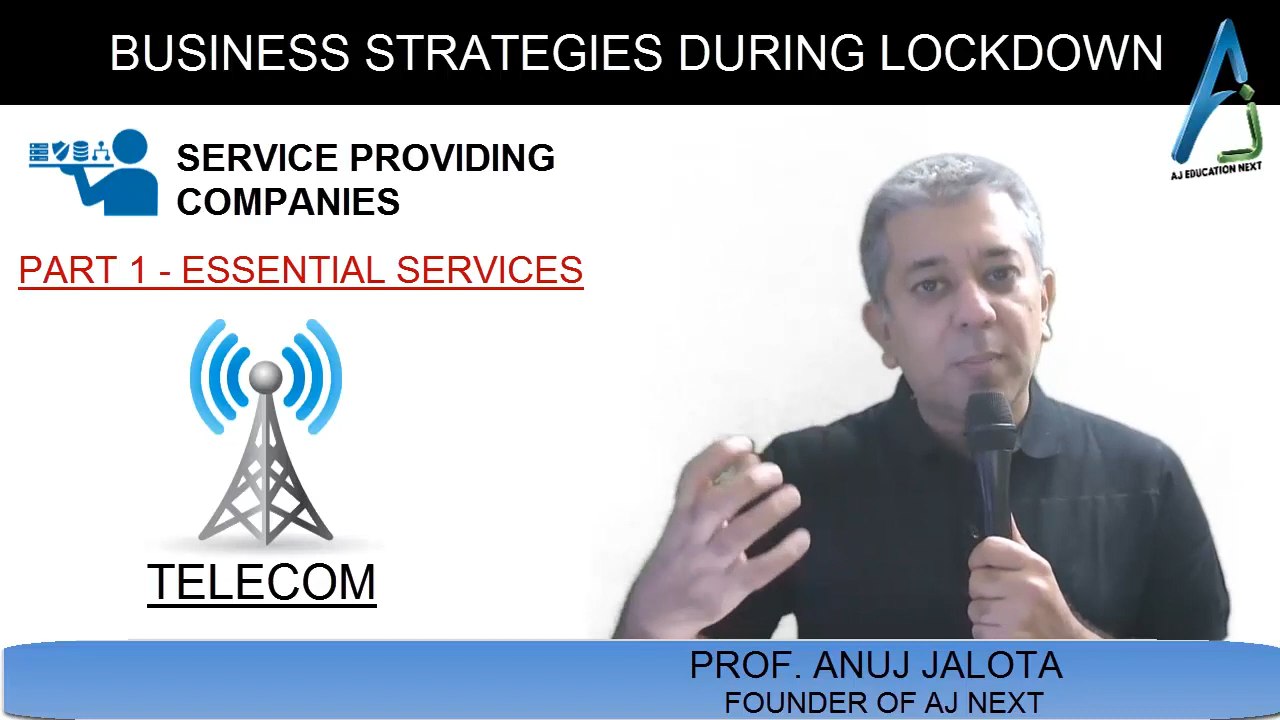 BUSINESS STRATEGIES DURING LOCKDOWN
AJ EDUCATION NEXT
SERVICE PROVIDING
COMPANIES
PART 1 - ESSENTIAL SERVICES
TELECOM
PROF. ANUJ JALOTA
FOUNDER OF AJ NEXT